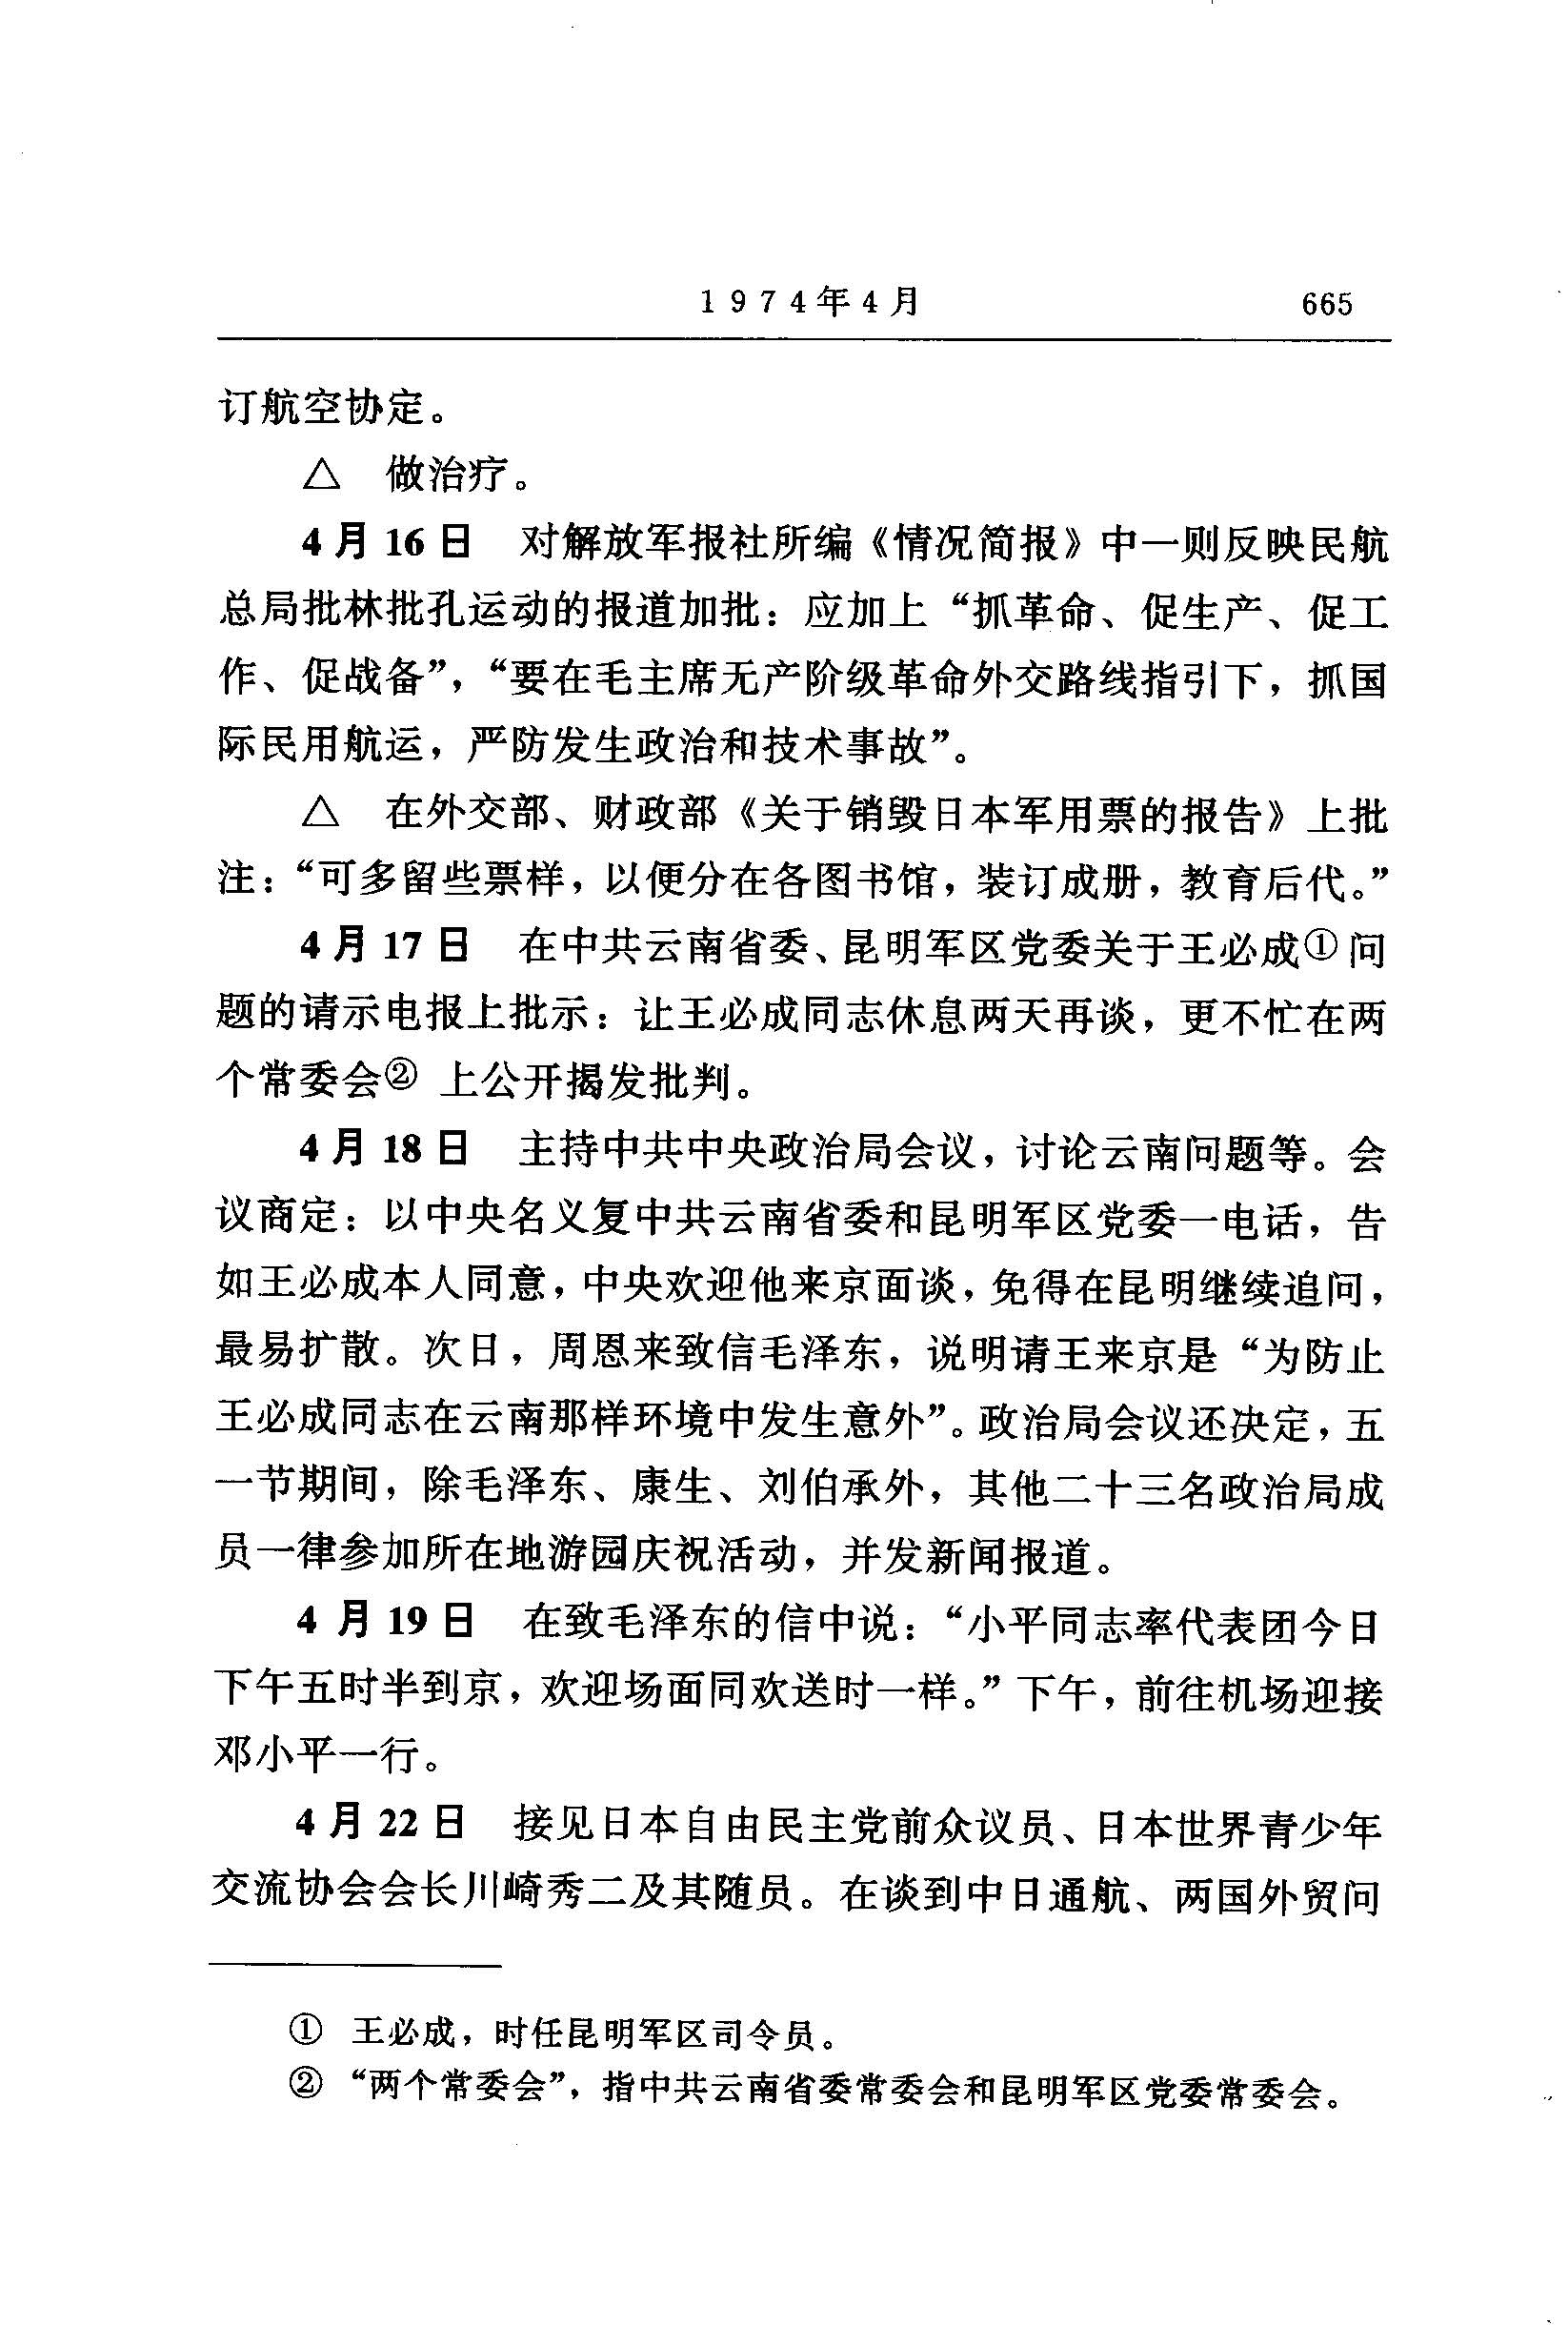 1974年4月 665
订航空协定。
△ 做治疗。
4月16日 对解放军报社所编《情况简报》中一则反映民航
总局批林批孔运动的报道加批：应加上“抓革命、促生产、促工
作、促战备”，“要在毛主席无产阶级革命外交路线指引下，抓国
际民用航运，严防发生政治和技术事故”。
△ 在外交部、财政部《关于销毁日本军用票的报告》上批
注：“可多留些票样，以便分在各图书馆，装订成册，教育后代。”
4月17日 在中共云南省委、昆明军区党委关于王必成①问
题的请示电报上批示：让王必成同志休息两天再谈，更不忙在两
个常委会② 上公开揭发批判。
4月18日 主持中共中央政治局会议，讨论云南问题等。会
议商定：以中央名义复中共云南省委和昆明军区党委一电话，告
如王必成本人同意，中央欢迎他来京面谈，免得在昆明继续追问，
最易扩散。次日，周恩来致信毛泽东，说明请王来京是“为防止
王必成同志在云南那样环境中发生意外”。政治局会议还决定，五
一节期间，除毛泽东、康生、刘伯承外，其他二十三名政治局成
员一律参加所在地游园庆祝活动，并发新闻报道。
4月19日 在致毛泽东的信中说：“小平同志率代表团今日
下午五时半到京，欢迎场面同欢送时一样。”下午，前往机场迎接
邓小平一行。
4月22日 接见日本自由民主党前众议员、日本世界青少年
交流协会会长川崎秀二及其随员。在谈到中日通航、两国外贸问
① 王必成，时任昆明军区司令员。
② “两个常委会”，指中共云南省委常委会和昆明军区党委常委会。